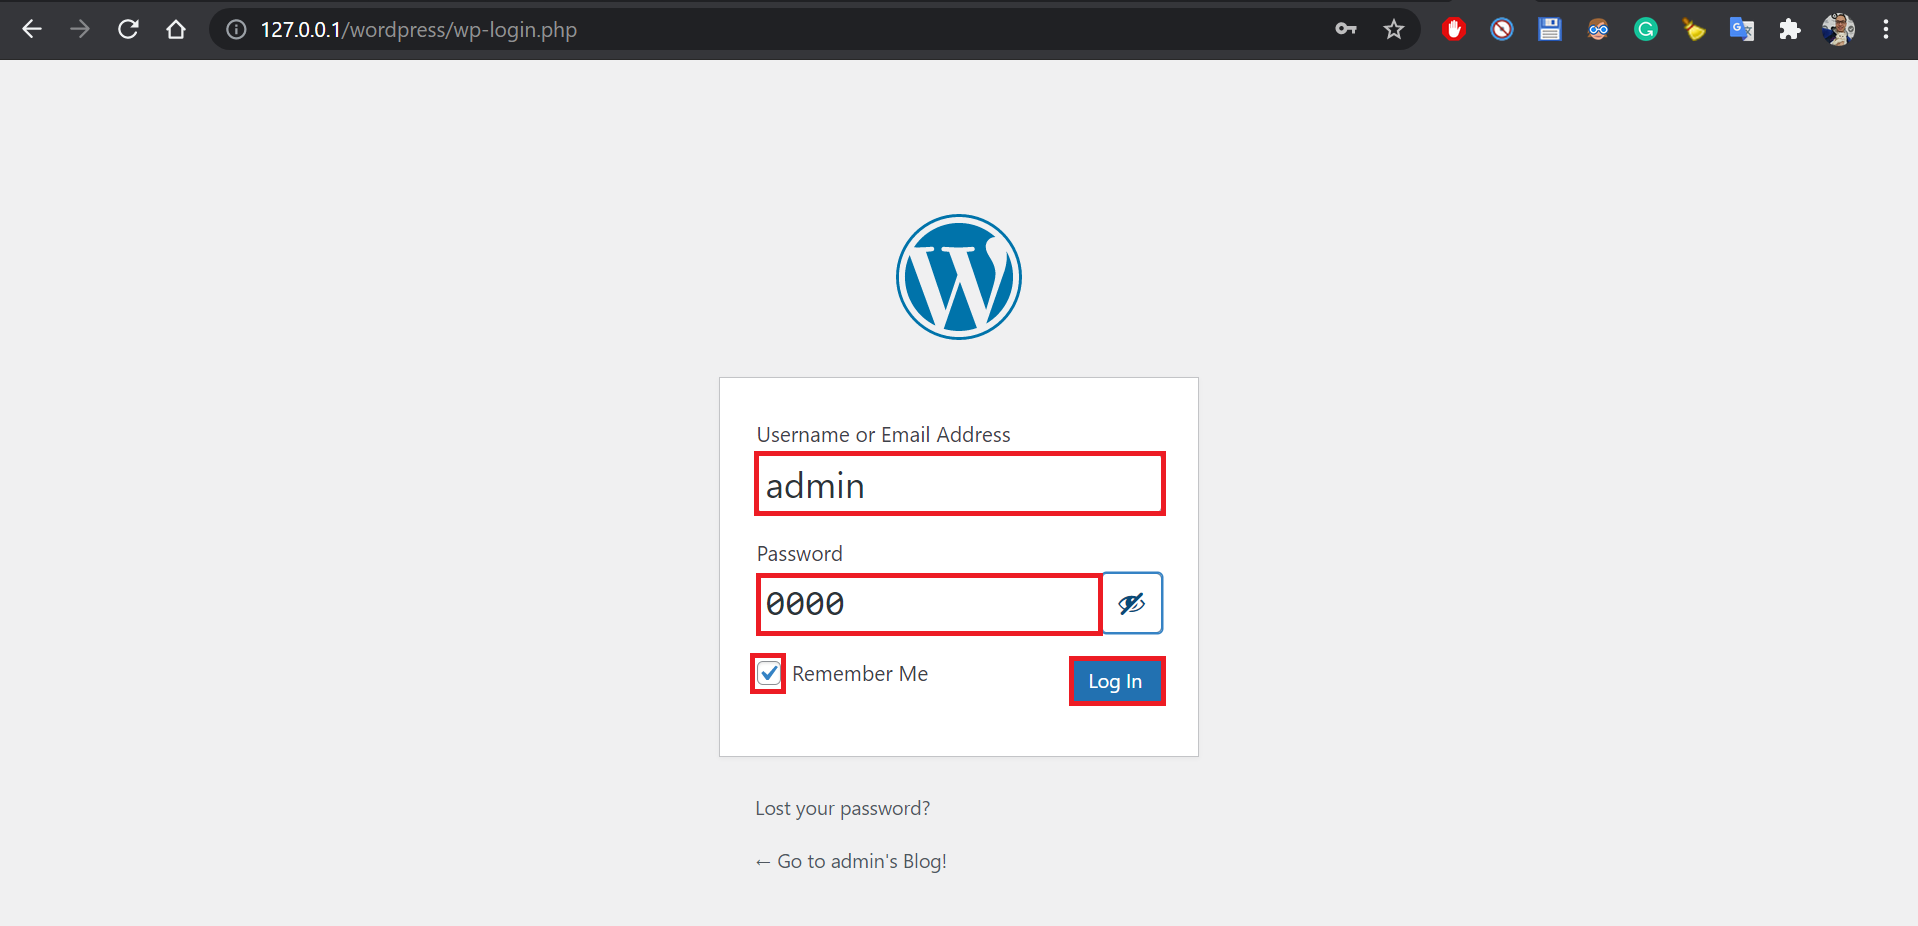 127.0.0.1/wordpress/wp-login.php
Username or Email Address
admin
Password
0000
Remember Me
Log In
Lost your password?
← Go to admin's Blog!